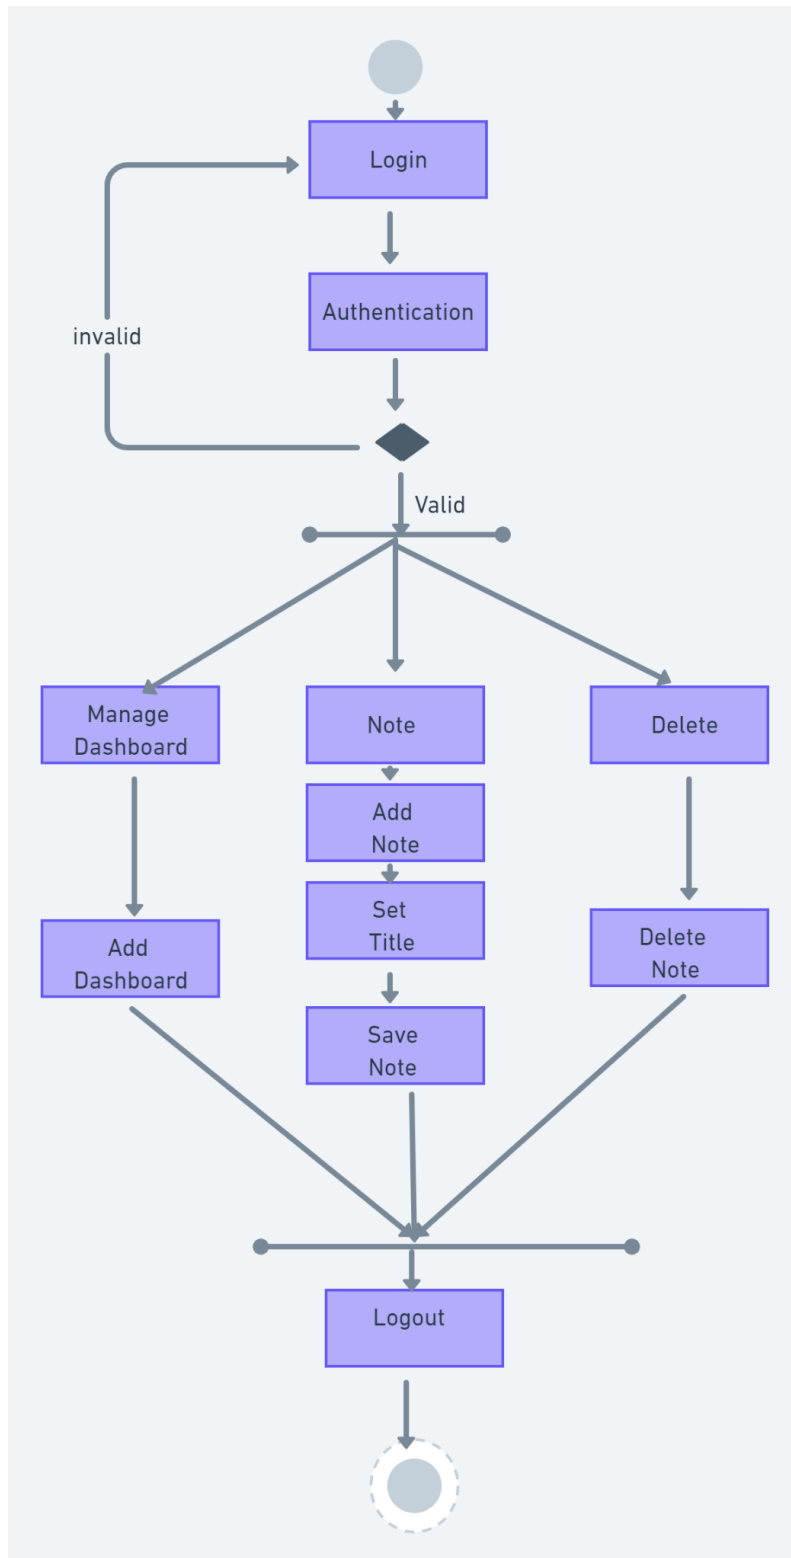 Login
Authentication
invalid
Valid
Manage
Dashboard
Note
Delete
Add
Note
Set
Title
Add
Dashboard
Delete
Note
Save
Note
Logout